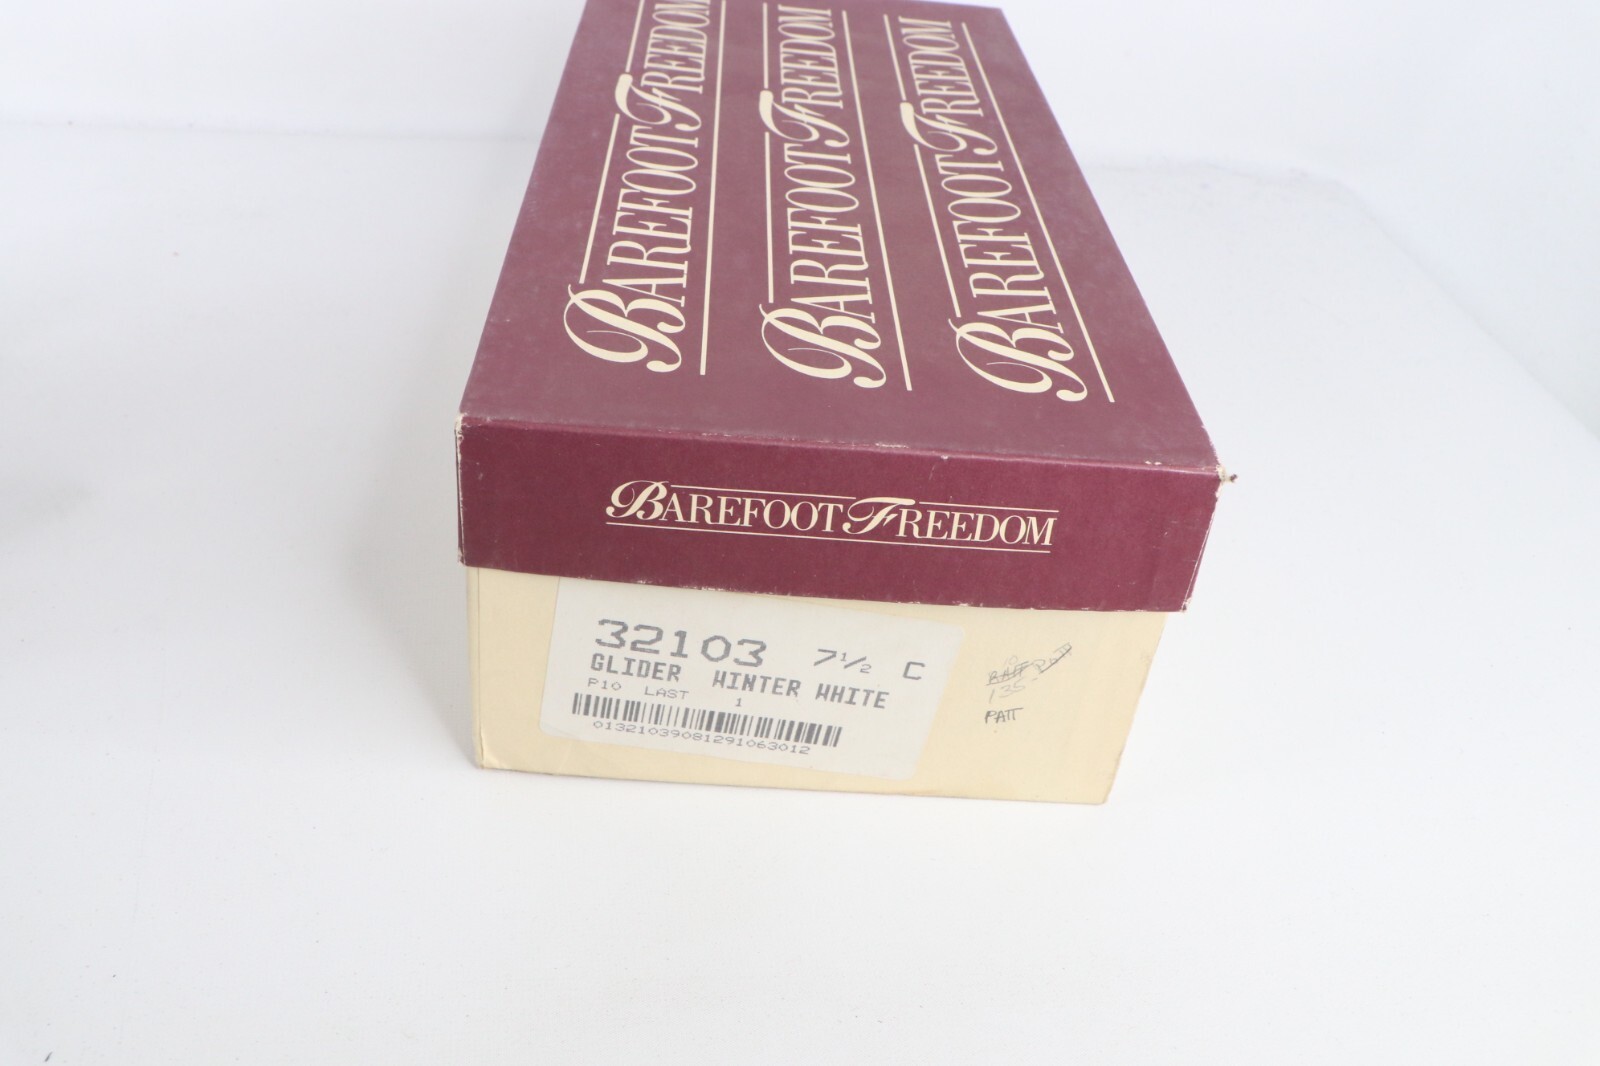 BAREFOOT FREEDOM
BAREFOOT FREEDOM
BAREFOOT FREEDOM
BAREFOOT FREEDOM
32103 7½ C
GLIDER WINTER WHITE
P10 LAST
1
01321039081291063012
135-
PATT